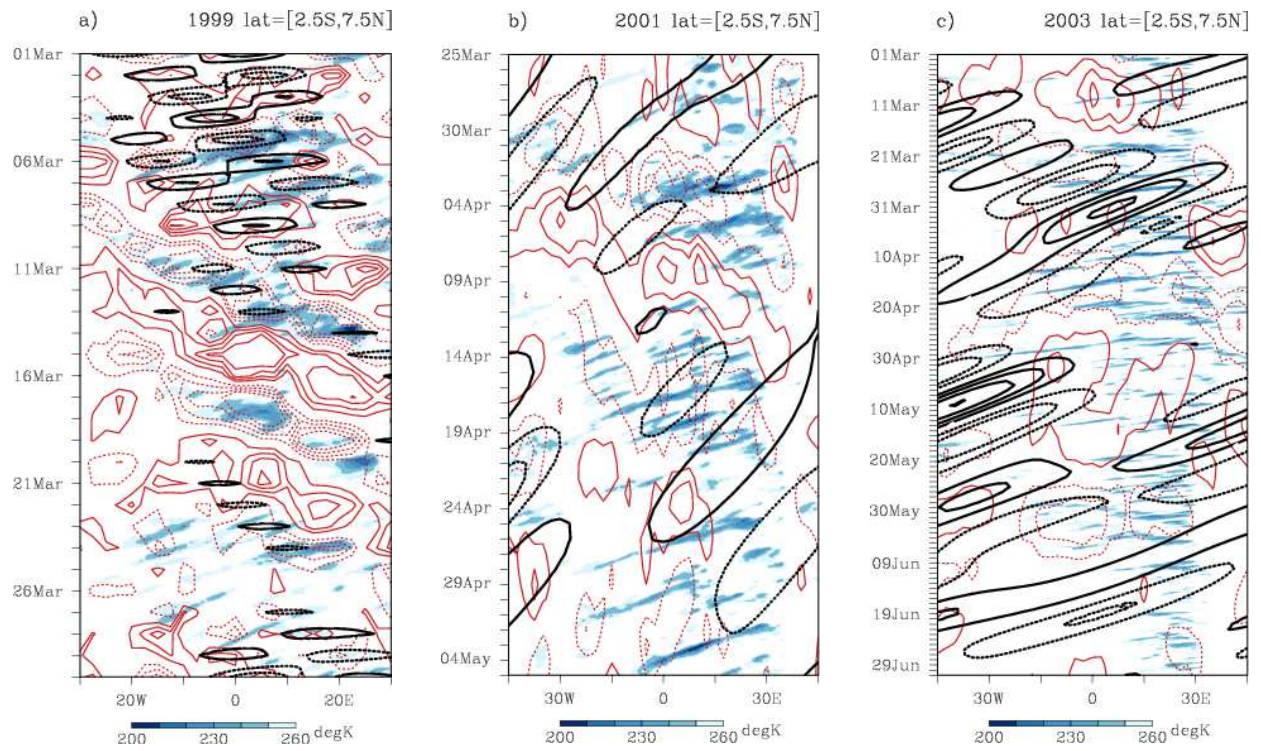 a) 1999 lat=[2.5S,7.5N]
01Mar
06Mar
11Mar
16Mar
21Mar
26Mar
20W 0 20E
200 230 260 degK
b) 2001 lat=[2.5S,7.5N]
25Mar
30Mar
04Apr
09Apr
14Apr
19Apr
24Apr
29Apr
04May
30W 0 30E
200 230 260 degK
c) 2003 lat=[2.5S,7.5N]
01Mar
11Mar
21Mar
31Mar
10Apr
20Apr
30Apr
10May
20May
30May
09Jun
19Jun
29Jun
30W 0 30E
200 230 260 degK